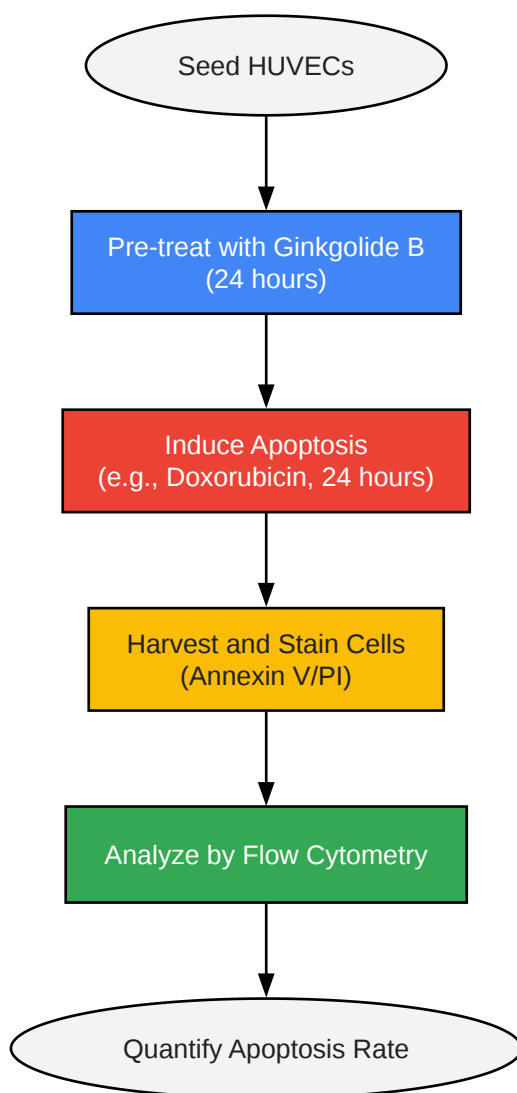 Seed HUVECs
Pre-treat with Ginkgolide B
(24 hours)
Induce Apoptosis
(e.g., Doxorubicin, 24 hours)
Harvest and Stain Cells
(Annexin V/PI)
Analyze by Flow Cytometry
Quantify Apoptosis Rate